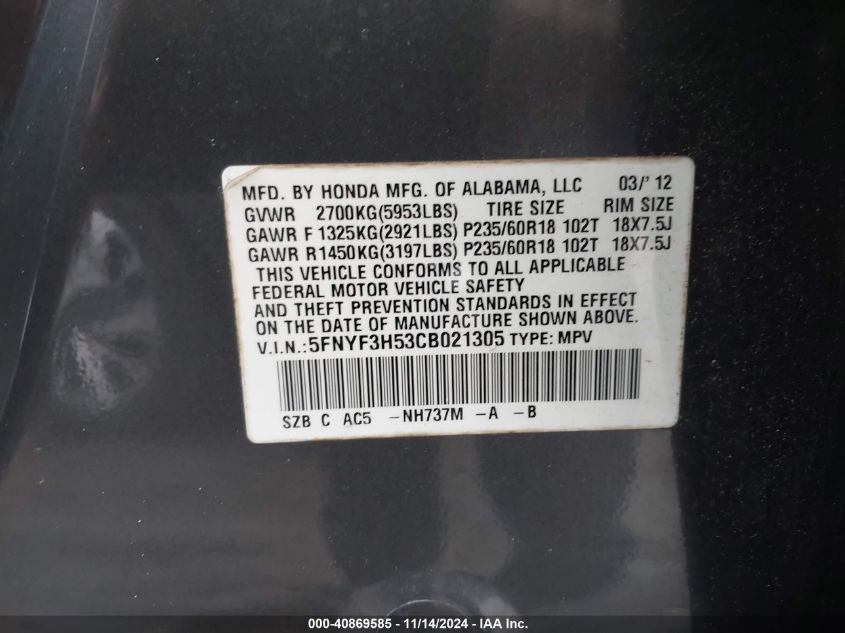 MFD. BY HONDA MFG. OF ALABAMA, LLC 03/'12
GVWR 2700KG(5953LBS) TIRE SIZE RIM SIZE
GAWR F 1325KG(2921LBS) P235/60R18 102T 18X7.5J
GAWR R1450KG(3197LBS) P235/60R18 102T 18X7.5J
THIS VEHICLE CONFORMS TO ALL APPLICABLE
FEDERAL MOTOR VEHICLE SAFETY
AND THEFT PREVENTION STANDARDS IN EFFECT
ON THE DATE OF MANUFACTURE SHOWN ABOVE.
V.I.N.:5FNYF3H53CB021305 TYPE: MPV
SZB C AC5 -NH737M -A -B
000-40869585 - 11/14/2024 - IAA Inc.